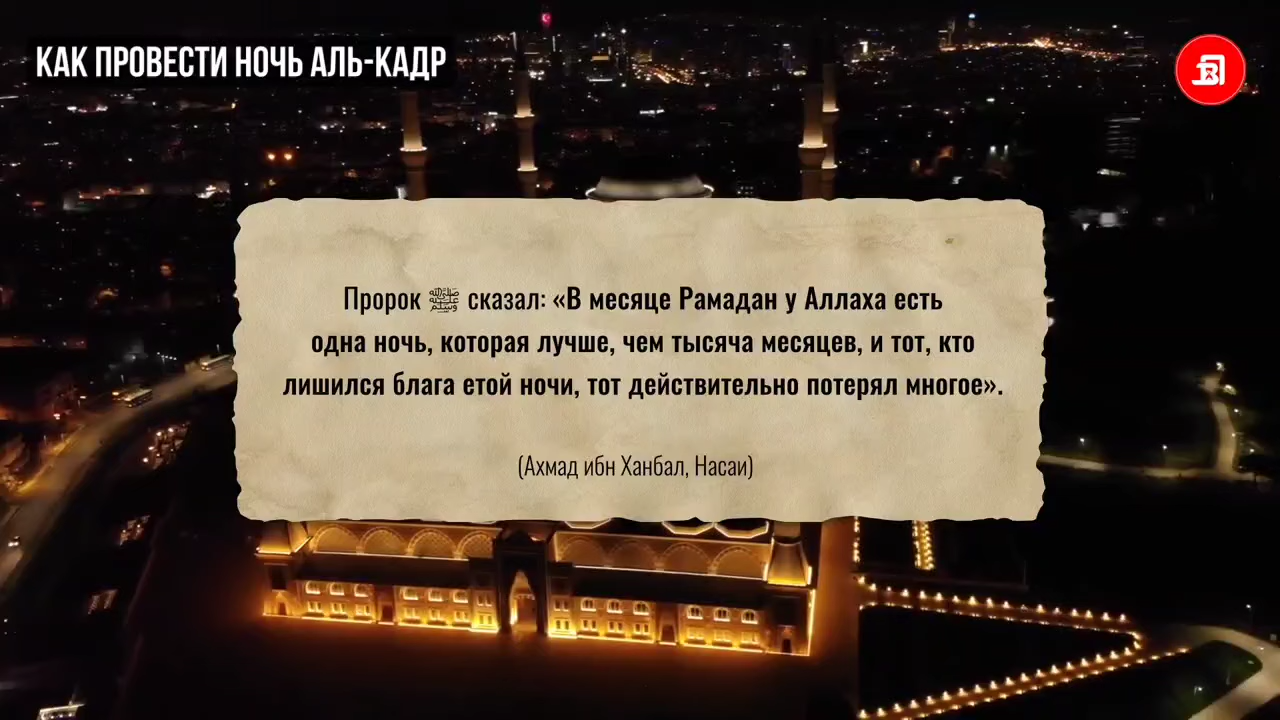 КАК ПРОВЕСТИ НОЧЬ АЛЬ-КАДР
Пророк ﷺ сказал: «В месяце Рамадан у Аллаха есть
одна ночь, которая лучше, чем тысяча месяцев, и тот, кто
лишился блага етой ночи, тот действительно потерял многое».
(Ахмад ибн Ханбал, Насаи)